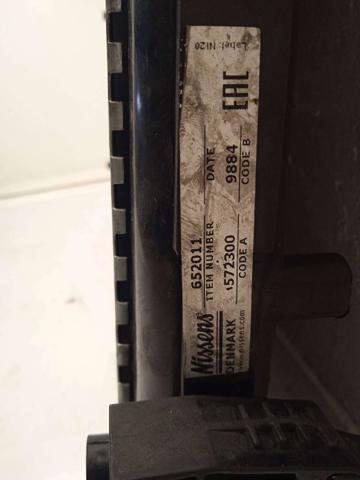 Nissens
DENMARK
www.nissens.com
652011
ITEM NUMBER
DATE
572300
CODE A
9884
CODE B
EAC
Label: NI20